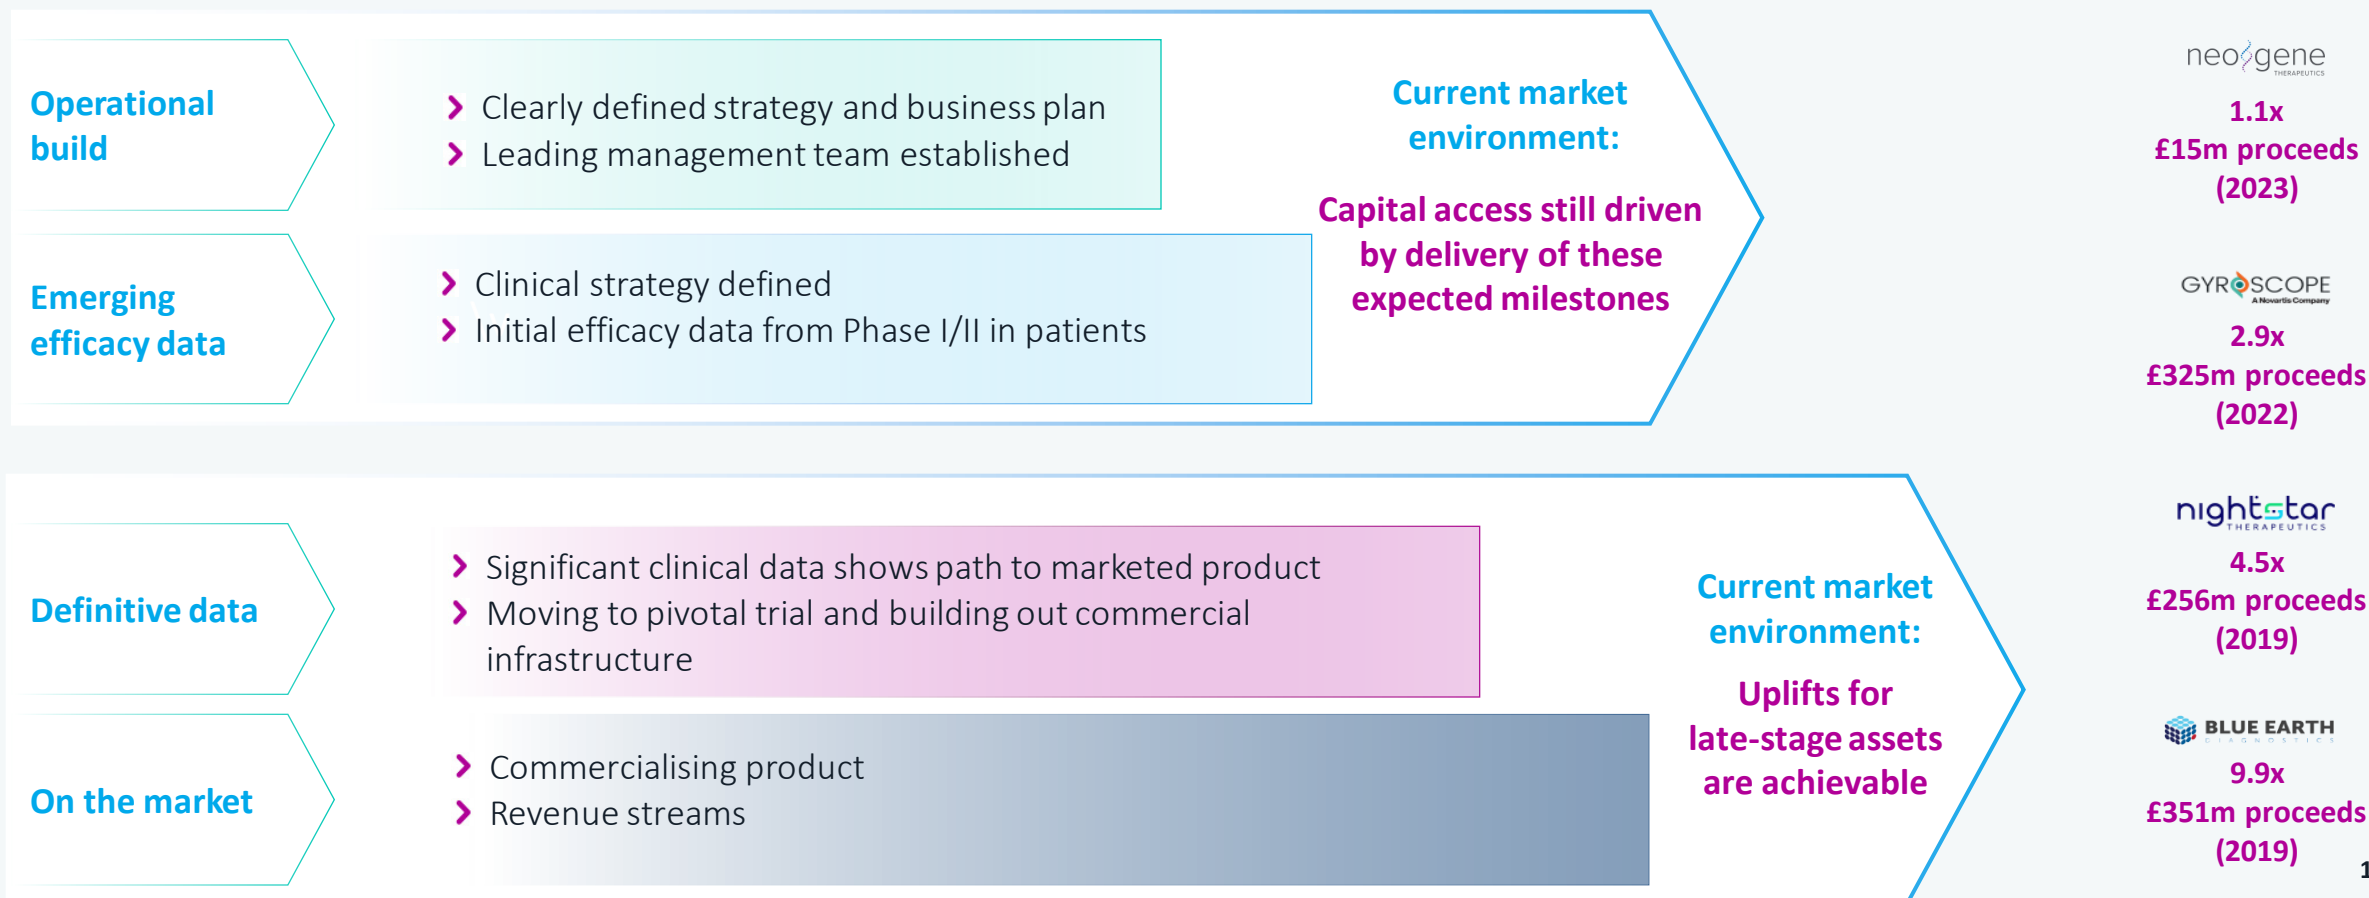 Operational
build
Clearly defined strategy and business plan
Leading management team established
Emerging
efficacy data
Clinical strategy defined
Initial efficacy data from Phase I/II in patients
Current market
environment:
Capital access still driven
by delivery of these
expected milestones
neogene
THERAPEUTICS
1.1x
£15m proceeds
(2023)
GYROSCOPE
A Novartis Company
2.9x
£325m proceeds
(2022)
Definitive data
Significant clinical data shows path to marketed product
Moving to pivotal trial and building out commercial
infrastructure
On the market
Commercialising product
Revenue streams
Current market
environment:
Uplifts for
late-stage assets
are achievable
nightstar
THERAPEUTICS
4.5x
£256m proceeds
(2019)
BLUE EARTH
DIAGNOSTICS
9.9x
£351m proceeds
(2019)
1